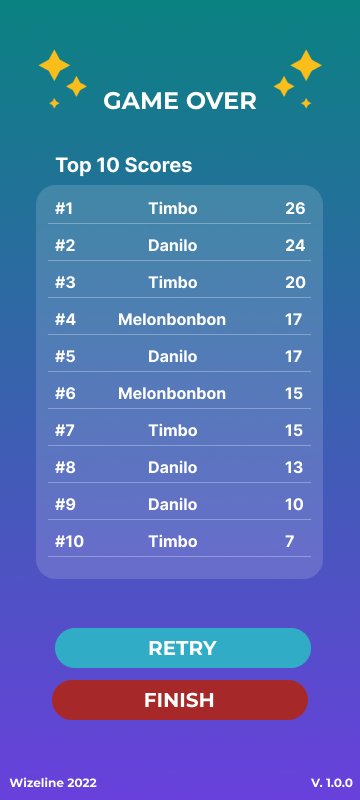 GAME OVER
Top 10 Scores
#1 Timbo 26
#2 Danilo 24
#3 Timbo 20
#4 Melonbonbon 17
#5 Danilo 17
#6 Melonbonbon 15
#7 Timbo 15
#8 Danilo 13
#9 Danilo 10
#10 Timbo 7
RETRY
FINISH
Wizeline 2022 V. 1.0.0